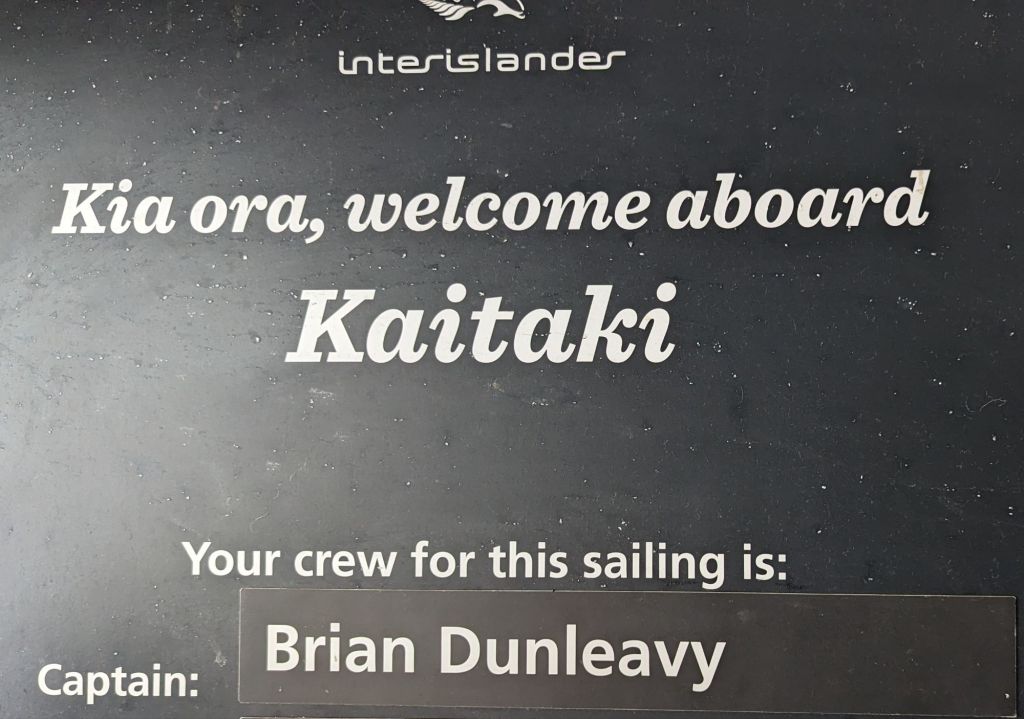 interislander
Kia ora, welcome aboard
Kaitaki
Your crew for this sailing is:
Captain: Brian Dunleavy